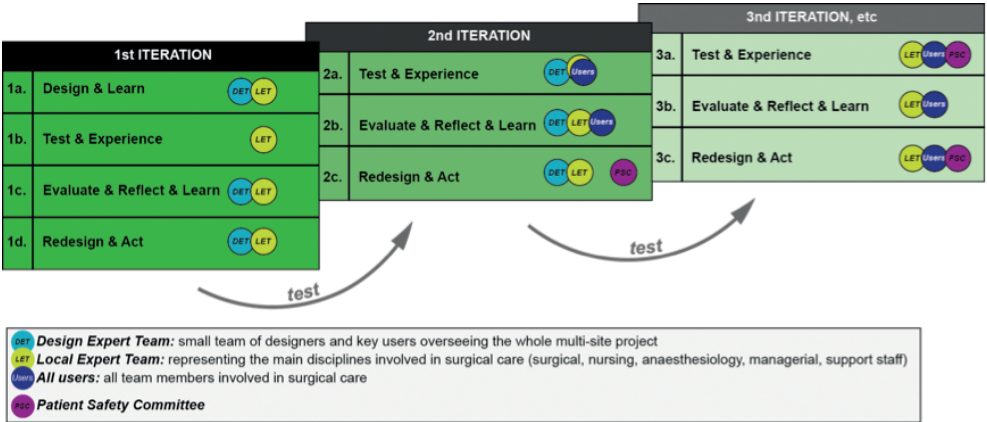 1st ITERATION
1a. Design & Learn DET LET
1b. Test & Experience LET
1c. Evaluate & Reflect & Learn DET LET
1d. Redesign & Act DET LET
2nd ITERATION
2a. Test & Experience DET Users
2b. Evaluate & Reflect & Learn DET LET Users
2c. Redesign & Act DET LET PSC
3nd ITERATION, etc
3a. Test & Experience LET Users PSC
3b. Evaluate & Reflect & Learn LET Users
3c. Redesign & Act LET Users PSC
test
test
DET Design Expert Team: small team of designers and key users overseeing the whole multi-site project
LET Local Expert Team: representing the main disciplines involved in surgical care (surgical, nursing, anaesthesiology, managerial, support staff)
Users All users: all team members involved in surgical care
PSC Patient Safety Committee